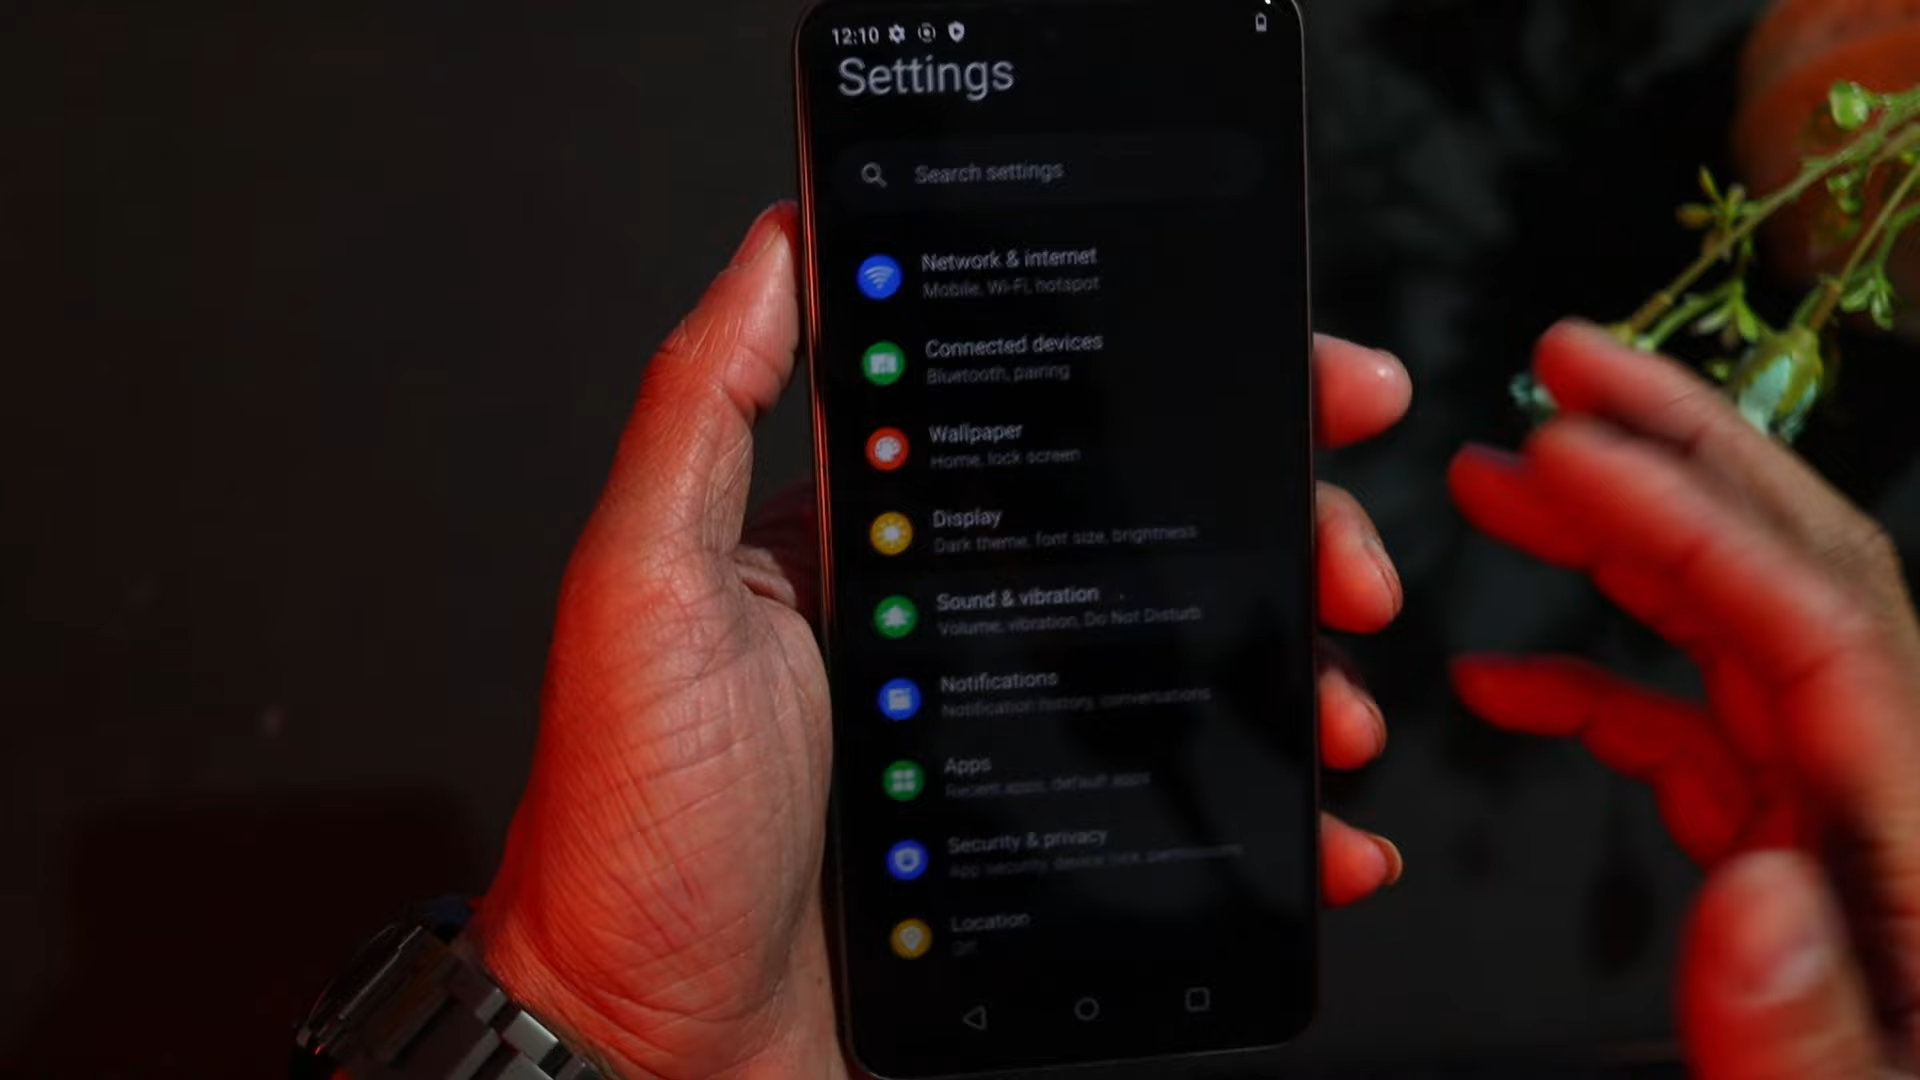 12:10
Settings
Search settings
Network & internet
Mobile, Wi-Fi, hotspot
Connected devices
Bluetooth, pairing
Wallpaper
Home, lock screen
Display
Dark theme, font size, brightness
Sound & vibration
Volume, vibration, Do Not Disturb
Notifications
Notification history, conversations
Apps
Recent apps, default apps
Security & privacy
App security, device lock, permissions
Location
Off